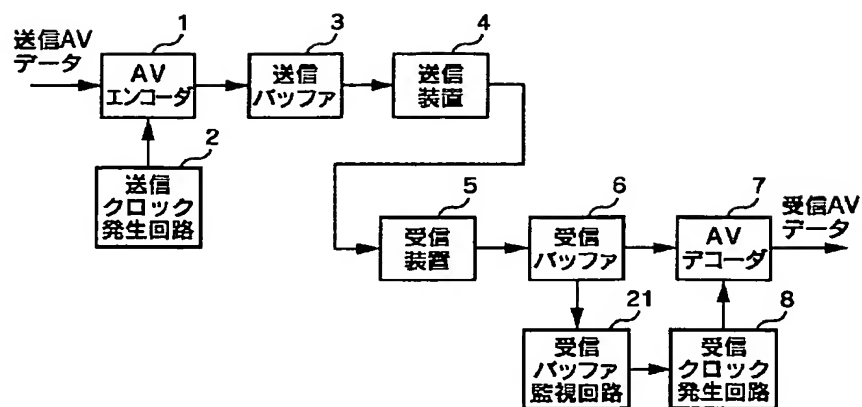 送信AV
データ
1
AV
エンコーダ
3
送信
バッファ
4
送信
装置
2
送信
クロック
発生回路
5
受信
装置
6
受信
バッファ
7
AV
デコーダ
受信AV
データ
21
受信
バッファ
監視回路
8
受信
クロック
発生回路